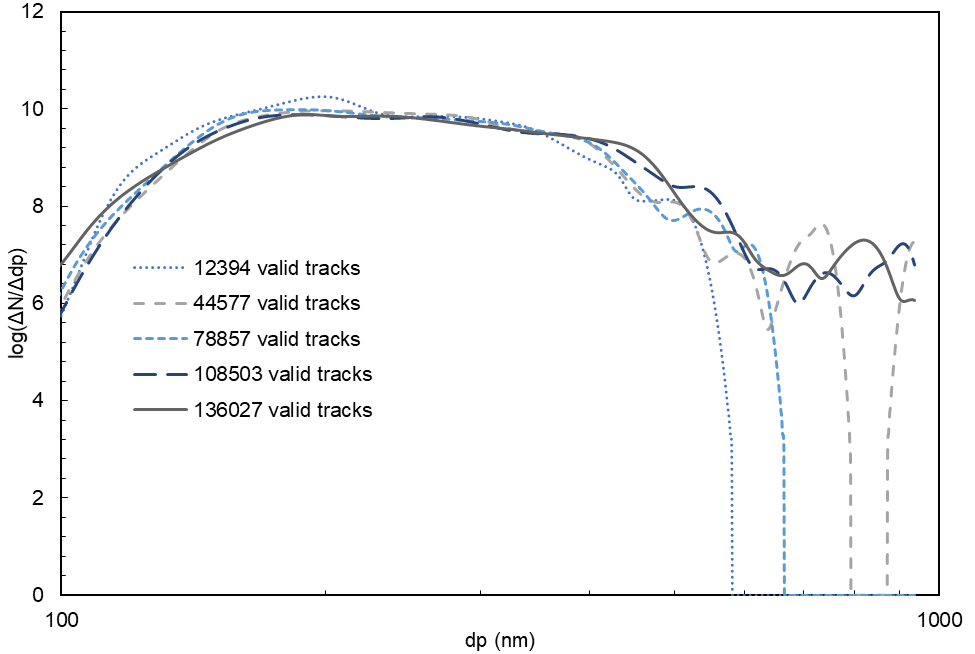 12
10
8
6
4
2
0
log(ΔN/Δdp)
12394 valid tracks
44577 valid tracks
78857 valid tracks
108503 valid tracks
136027 valid tracks
100
1000
dp (nm)